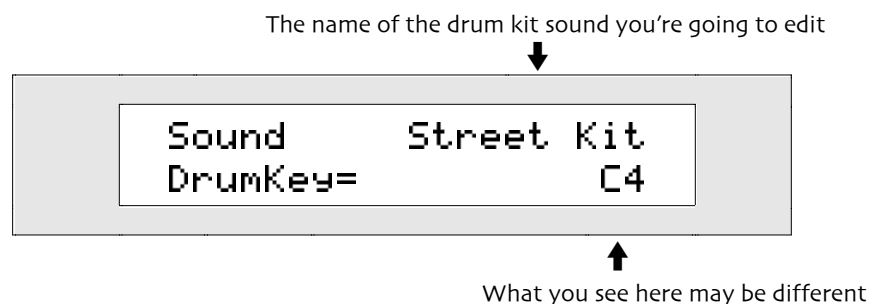 The name of the drum kit sound you’re going to edit
Sound Street Kit
DrumKey= C4
What you see here may be different